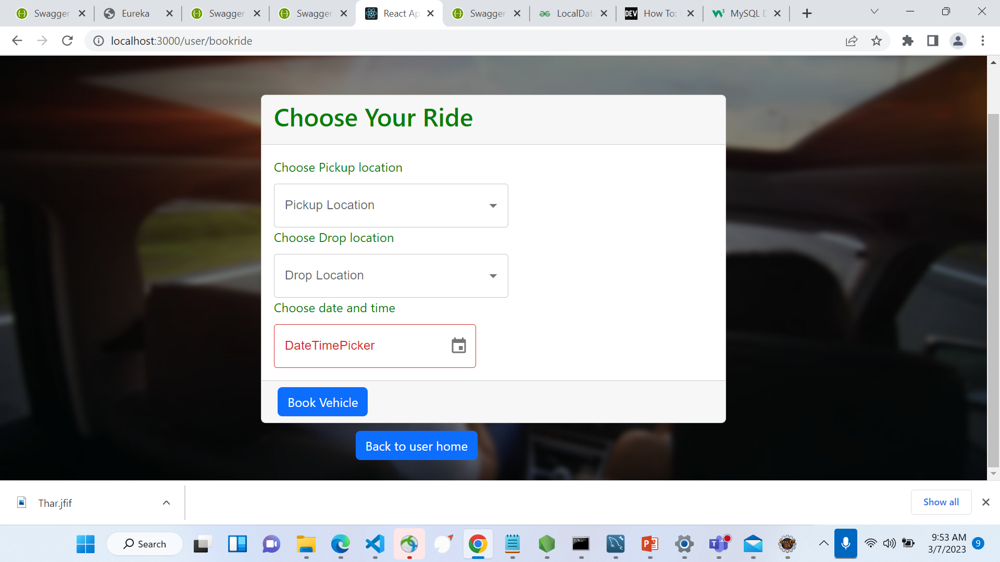 Swagger
Eureka
Swagger
Swagger
React Ap
Swagger
LocalDat
DEV
How To:
MySQL D
localhost:3000/user/bookride
Choose Your Ride
Choose Pickup location
Pickup Location
Choose Drop location
Drop Location
Choose date and time
DateTimePicker
Book Vehicle
Back to user home
Thar.jfif
Show all
Search
9:53 AM
3/7/2023
9